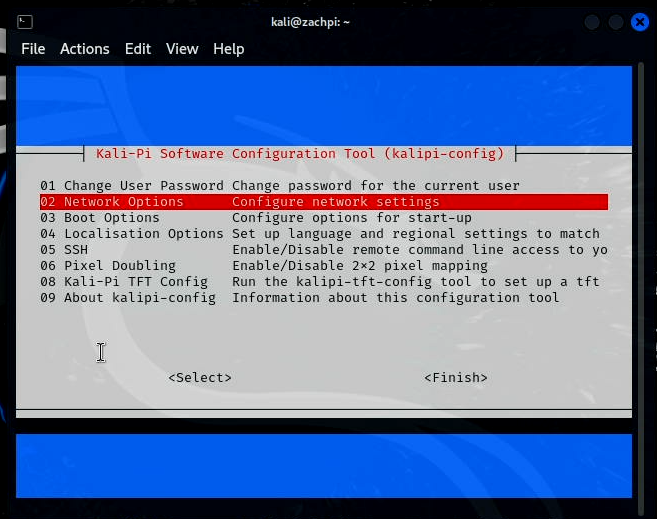 kali@zachpi: ~
File Actions Edit View Help
Kali-Pi Software Configuration Tool (kalipi-config)
01 Change User Password Change password for the current user
02 Network Options Configure network settings
03 Boot Options Configure options for start-up
04 Localisation Options Set up language and regional settings to match
05 SSH Enable/Disable remote command line access to yo
06 Pixel Doubling Enable/Disable 2×2 pixel mapping
08 Kali-Pi TFT Config Run the kalipi-tft-config tool to set up a tft
09 About kalipi-config Information about this configuration tool
<Select> <Finish>